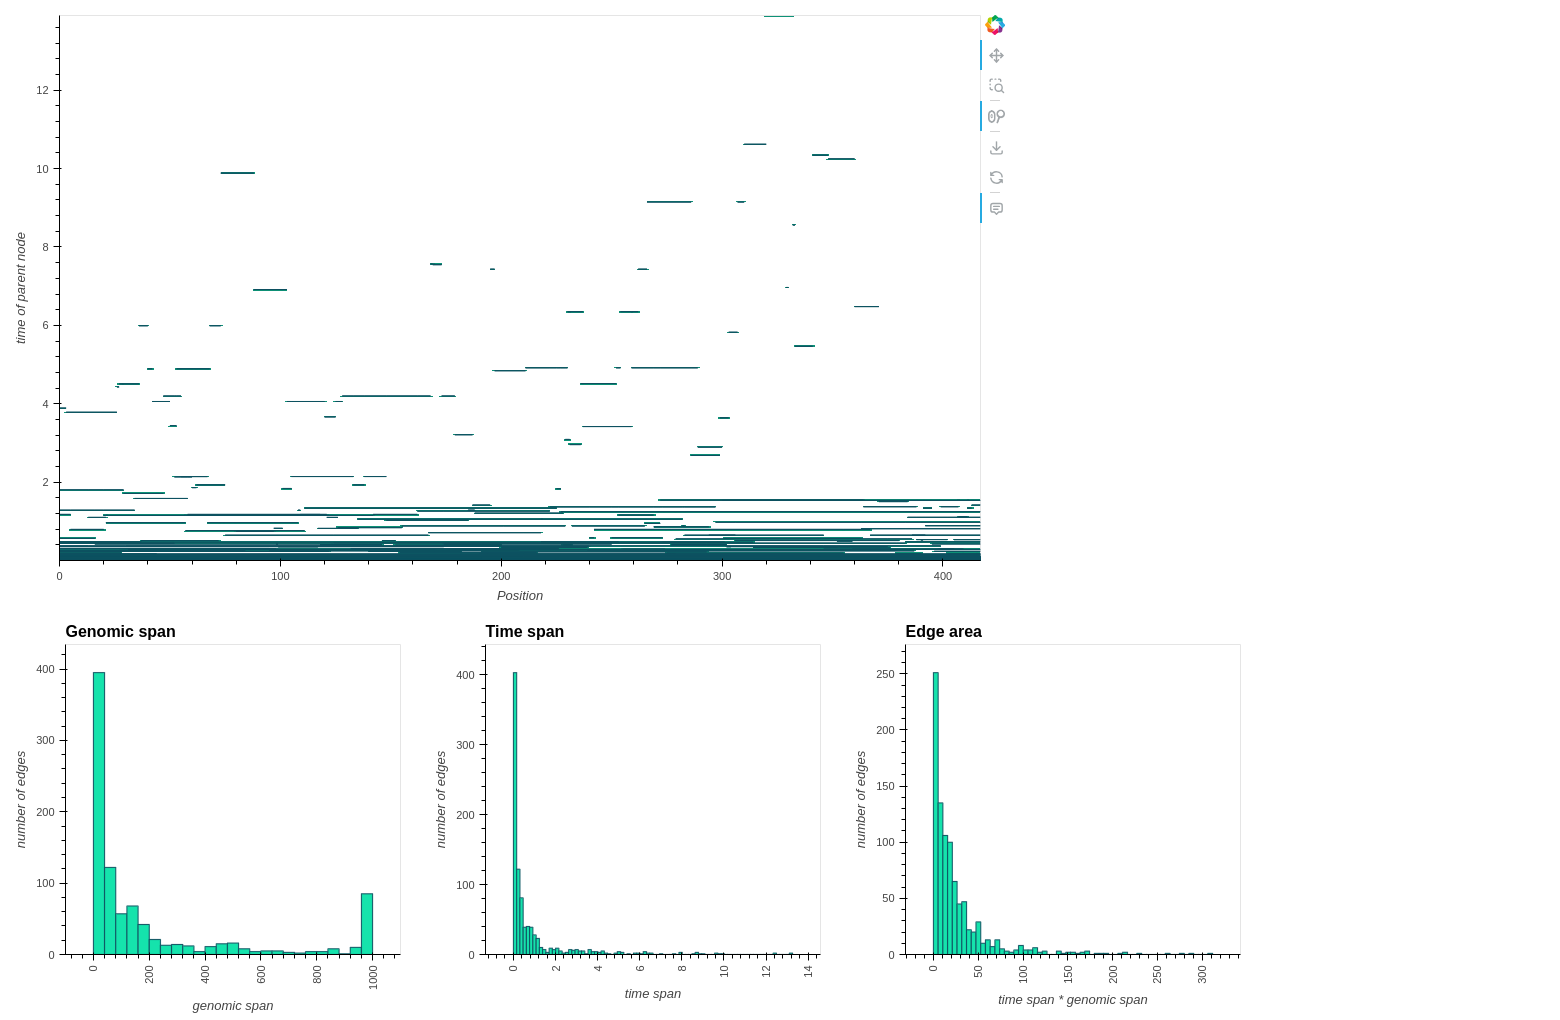 12
10
8
6
4
2
time of parent node
0 100 200 300 400
Position
Genomic span
400
300
200
100
0
number of edges
0 200 400 600 800 1000
genomic span
Time span
400
300
200
100
0
number of edges
0 2 4 6 8 10 12 14
time span
Edge area
250
200
150
100
50
0
number of edges
0 50 100 150 200 250 300
time span * genomic span